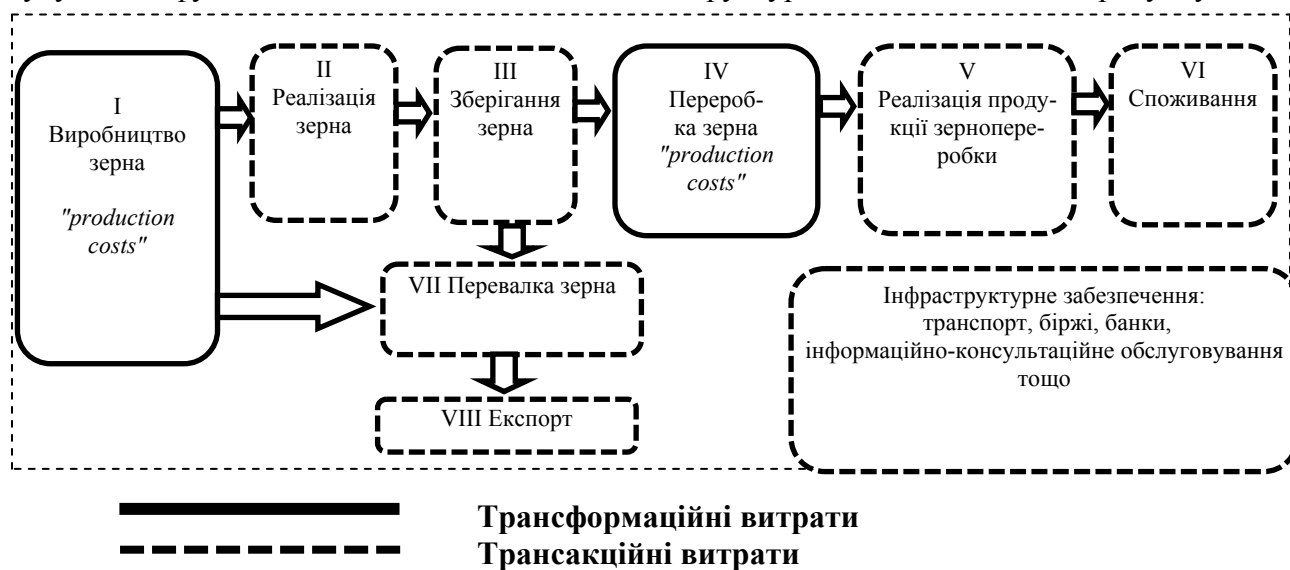 I
Виробництво
зерна
"production
costs"
II
Реалізація
зерна
III
Зберігання
зерна
IV
Перероб-
ка зерна
"production
costs"
V
Реалізація проду-
кції зернопере-
робки
VI
Споживання
VII Перевалка зерна
VIII Експорт
Інфраструктурне забезпечення:
транспорт, біржі, банки,
інформаційно-консультаційне обслуговування
тощо
Трансформаційні витрати
Трансакційні витрати